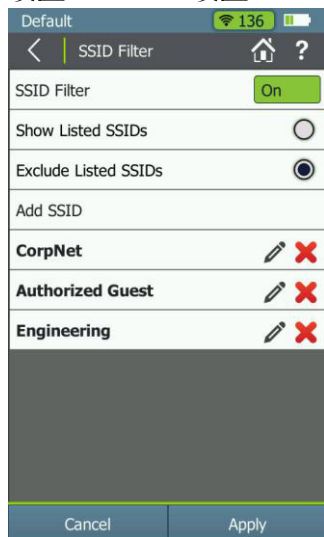 Default 136
SSID Filter ?
SSID Filter On
Show Listed SSIDs
Exclude Listed SSIDs
Add SSID
CorpNet
Authorized Guest
Engineering
Cancel Apply